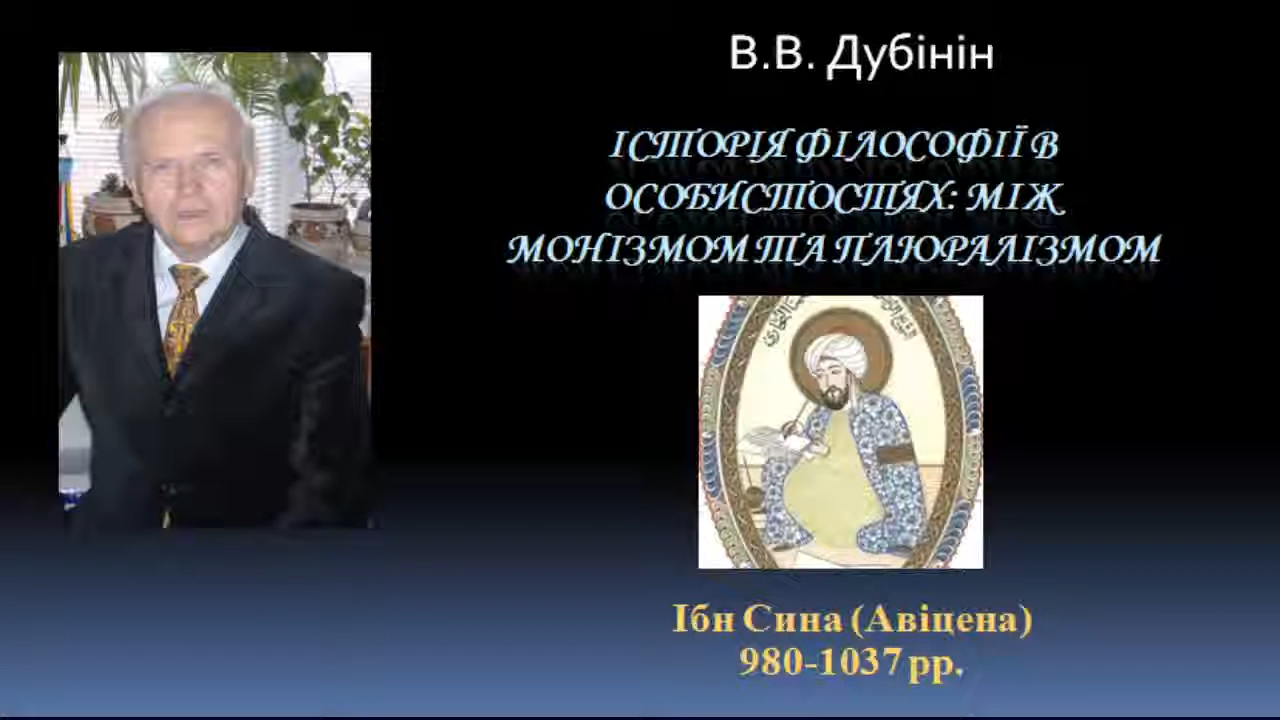 В.В. Дубінін
ІСТОРІЯ ФІЛОСОФІЇ В
ОСОБИСТОСТЯХ: МІЖ
МОНІЗМОМ ТА ПЛЮРАЛІЗМОМ
Ібн Сина (Авіцена)
980-1037 рр.